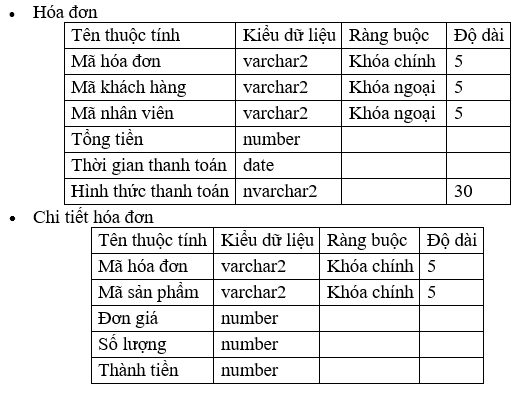 • Hóa đơn
Tên thuộc tính Kiểu dữ liệu Ràng buộc Độ dài
Mã hóa đơn varchar2 Khóa chính 5
Mã khách hàng varchar2 Khóa ngoại 5
Mã nhân viên varchar2 Khóa ngoại 5
Tổng tiền number
Thời gian thanh toán date
Hình thức thanh toán nvarchar2 30
• Chi tiết hóa đơn
Tên thuộc tính Kiểu dữ liệu Ràng buộc Độ dài
Mã hóa đơn varchar2 Khóa chính 5
Mã sản phẩm varchar2 Khóa chính 5
Đơn giá number
Số lượng number
Thành tiền number